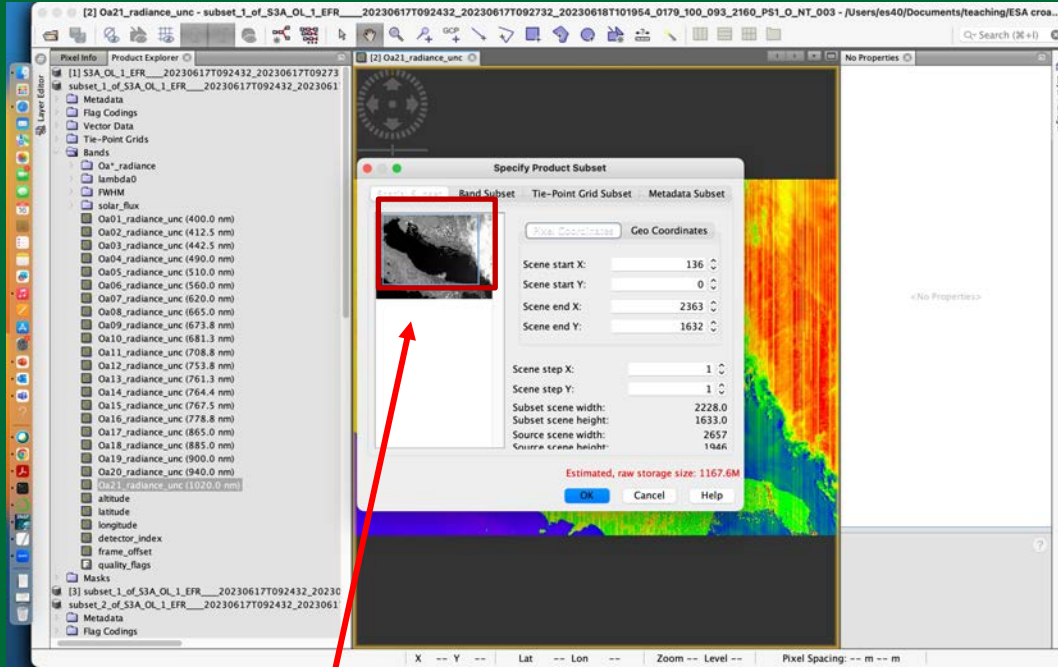 [2] Oa21_radiance_unc - subset_1_of_S3A_OL_1_EFR____20230617T092432_20230617T092732_20230618T101954_0179_100_093_2160_PS1_O_NT_003 - /Users/es40/Documents/teaching/ESA croa...
GCP
Search (⌘+I)
Pixel Info
Product Explorer
[2] Oa21_radiance_unc
No Properties
Layer Editor
[1] S3A_OL_1_EFR____20230617T092432_20230617T09273
subset_1_of_S3A_OL_1_EFR____20230617T092432_2023061
Metadata
Flag Codings
Vector Data
Tie-Point Grids
Bands
Oa*_radiance
lambda0
FWHM
solar_flux
Oa01_radiance_unc (400.0 nm)
Oa02_radiance_unc (412.5 nm)
Oa03_radiance_unc (442.5 nm)
Oa04_radiance_unc (490.0 nm)
Oa05_radiance_unc (510.0 nm)
Oa06_radiance_unc (560.0 nm)
Oa07_radiance_unc (620.0 nm)
Oa08_radiance_unc (665.0 nm)
Oa09_radiance_unc (673.8 nm)
Oa10_radiance_unc (681.3 nm)
Oa11_radiance_unc (708.8 nm)
Oa12_radiance_unc (753.8 nm)
Oa13_radiance_unc (761.3 nm)
Oa14_radiance_unc (764.4 nm)
Oa15_radiance_unc (767.5 nm)
Oa16_radiance_unc (778.8 nm)
Oa17_radiance_unc (865.0 nm)
Oa18_radiance_unc (885.0 nm)
Oa19_radiance_unc (900.0 nm)
Oa20_radiance_unc (940.0 nm)
Oa21_radiance_unc (1020.0 nm)
altitude
latitude
longitude
detector_index
frame_offset
quality_flags
Masks
[3] subset_1_of_S3A_OL_1_EFR____20230617T092432_20230
subset_2_of_S3A_OL_1_EFR____20230617T092432_2023061
Metadata
Flag Codings
Specify Product Subset
Band Subset
Tie-Point Grid Subset
Metadata Subset
Pixel Coordinates
Geo Coordinates
Scene start X: 136
Scene start Y: 0
Scene end X: 2363
Scene end Y: 1632
Scene step X: 1
Scene step Y: 1
Subset scene width: 2228.0
Subset scene height: 1633.0
Source scene width: 2657
Source scene height: 1946
Estimated, raw storage size: 1167.6M
OK
Cancel
Help
<No Properties>
X -- Y --
Lat -- Lon --
Zoom -- Level --
Pixel Spacing: -- m -- m